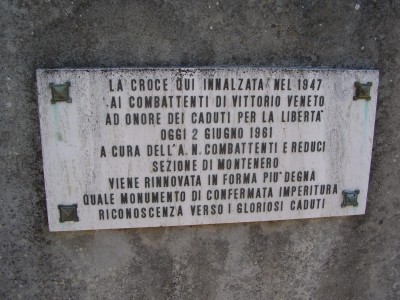 LA CROCE QUI INNALZATA NEL 1947
AI COMBATTENTI DI VITTORIO VENETO
AD ONORE DEI CADUTI PER LA LIBERTA'
OGGI 2 GIUGNO 1961
A CURA DELL'A.N. COMBATTENTI E REDUCI
SEZIONE DI MONTENERO
VIENE RINNOVATA IN FORMA PIU' DEGNA
QUALE MONUMENTO DI CONFERMATA IMPERITURA
RICONOSCENZA VERSO I GLORIOSI CADUTI